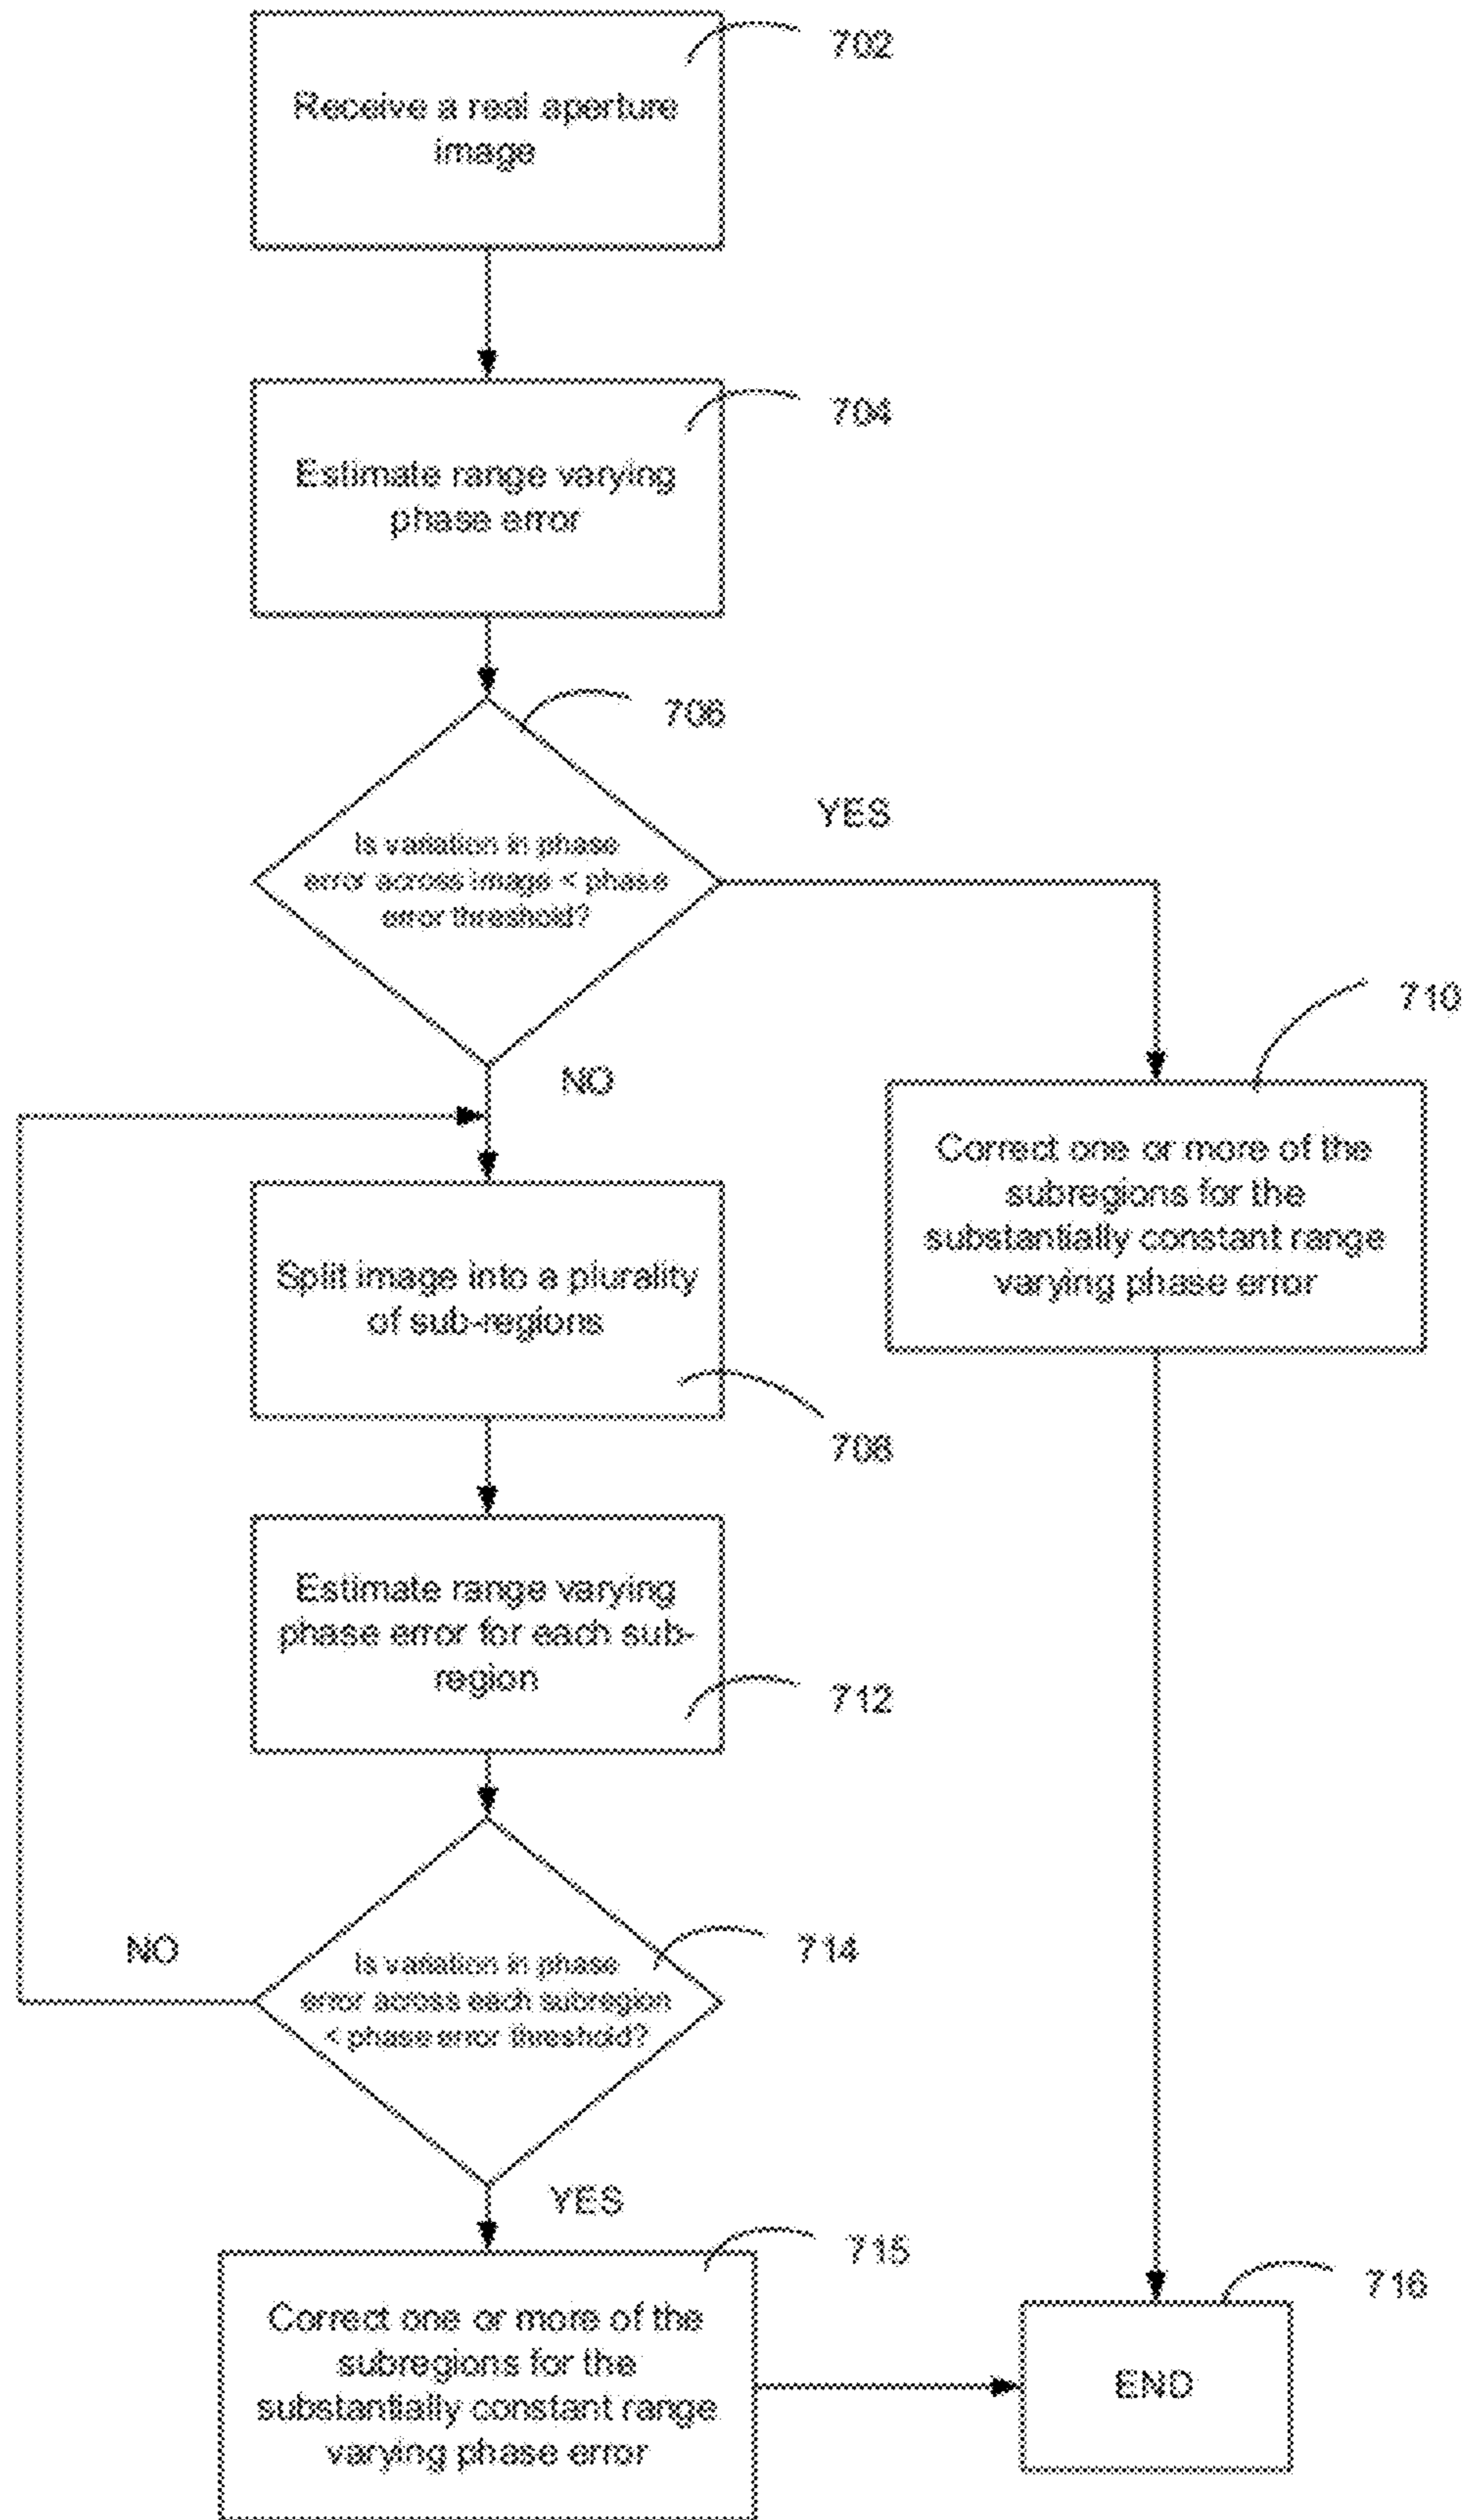 702
Receive a real aperture
image
704
Estimate range varying
phase error
706
YES
Is variation in phase
error across image < phase
error threshold?
710
NO
Correct one or more of the
subregions for the
substantially constant range
varying phase error
Split image into a plurality
of sub-regions
708
Estimate range varying
phase error for each sub-
region
712
NO
714
Is variation in phase
error across each subregion
< phase error threshold?
YES
715
716
Correct one or more of the
subregions for the
substantially constant range
varying phase error
END